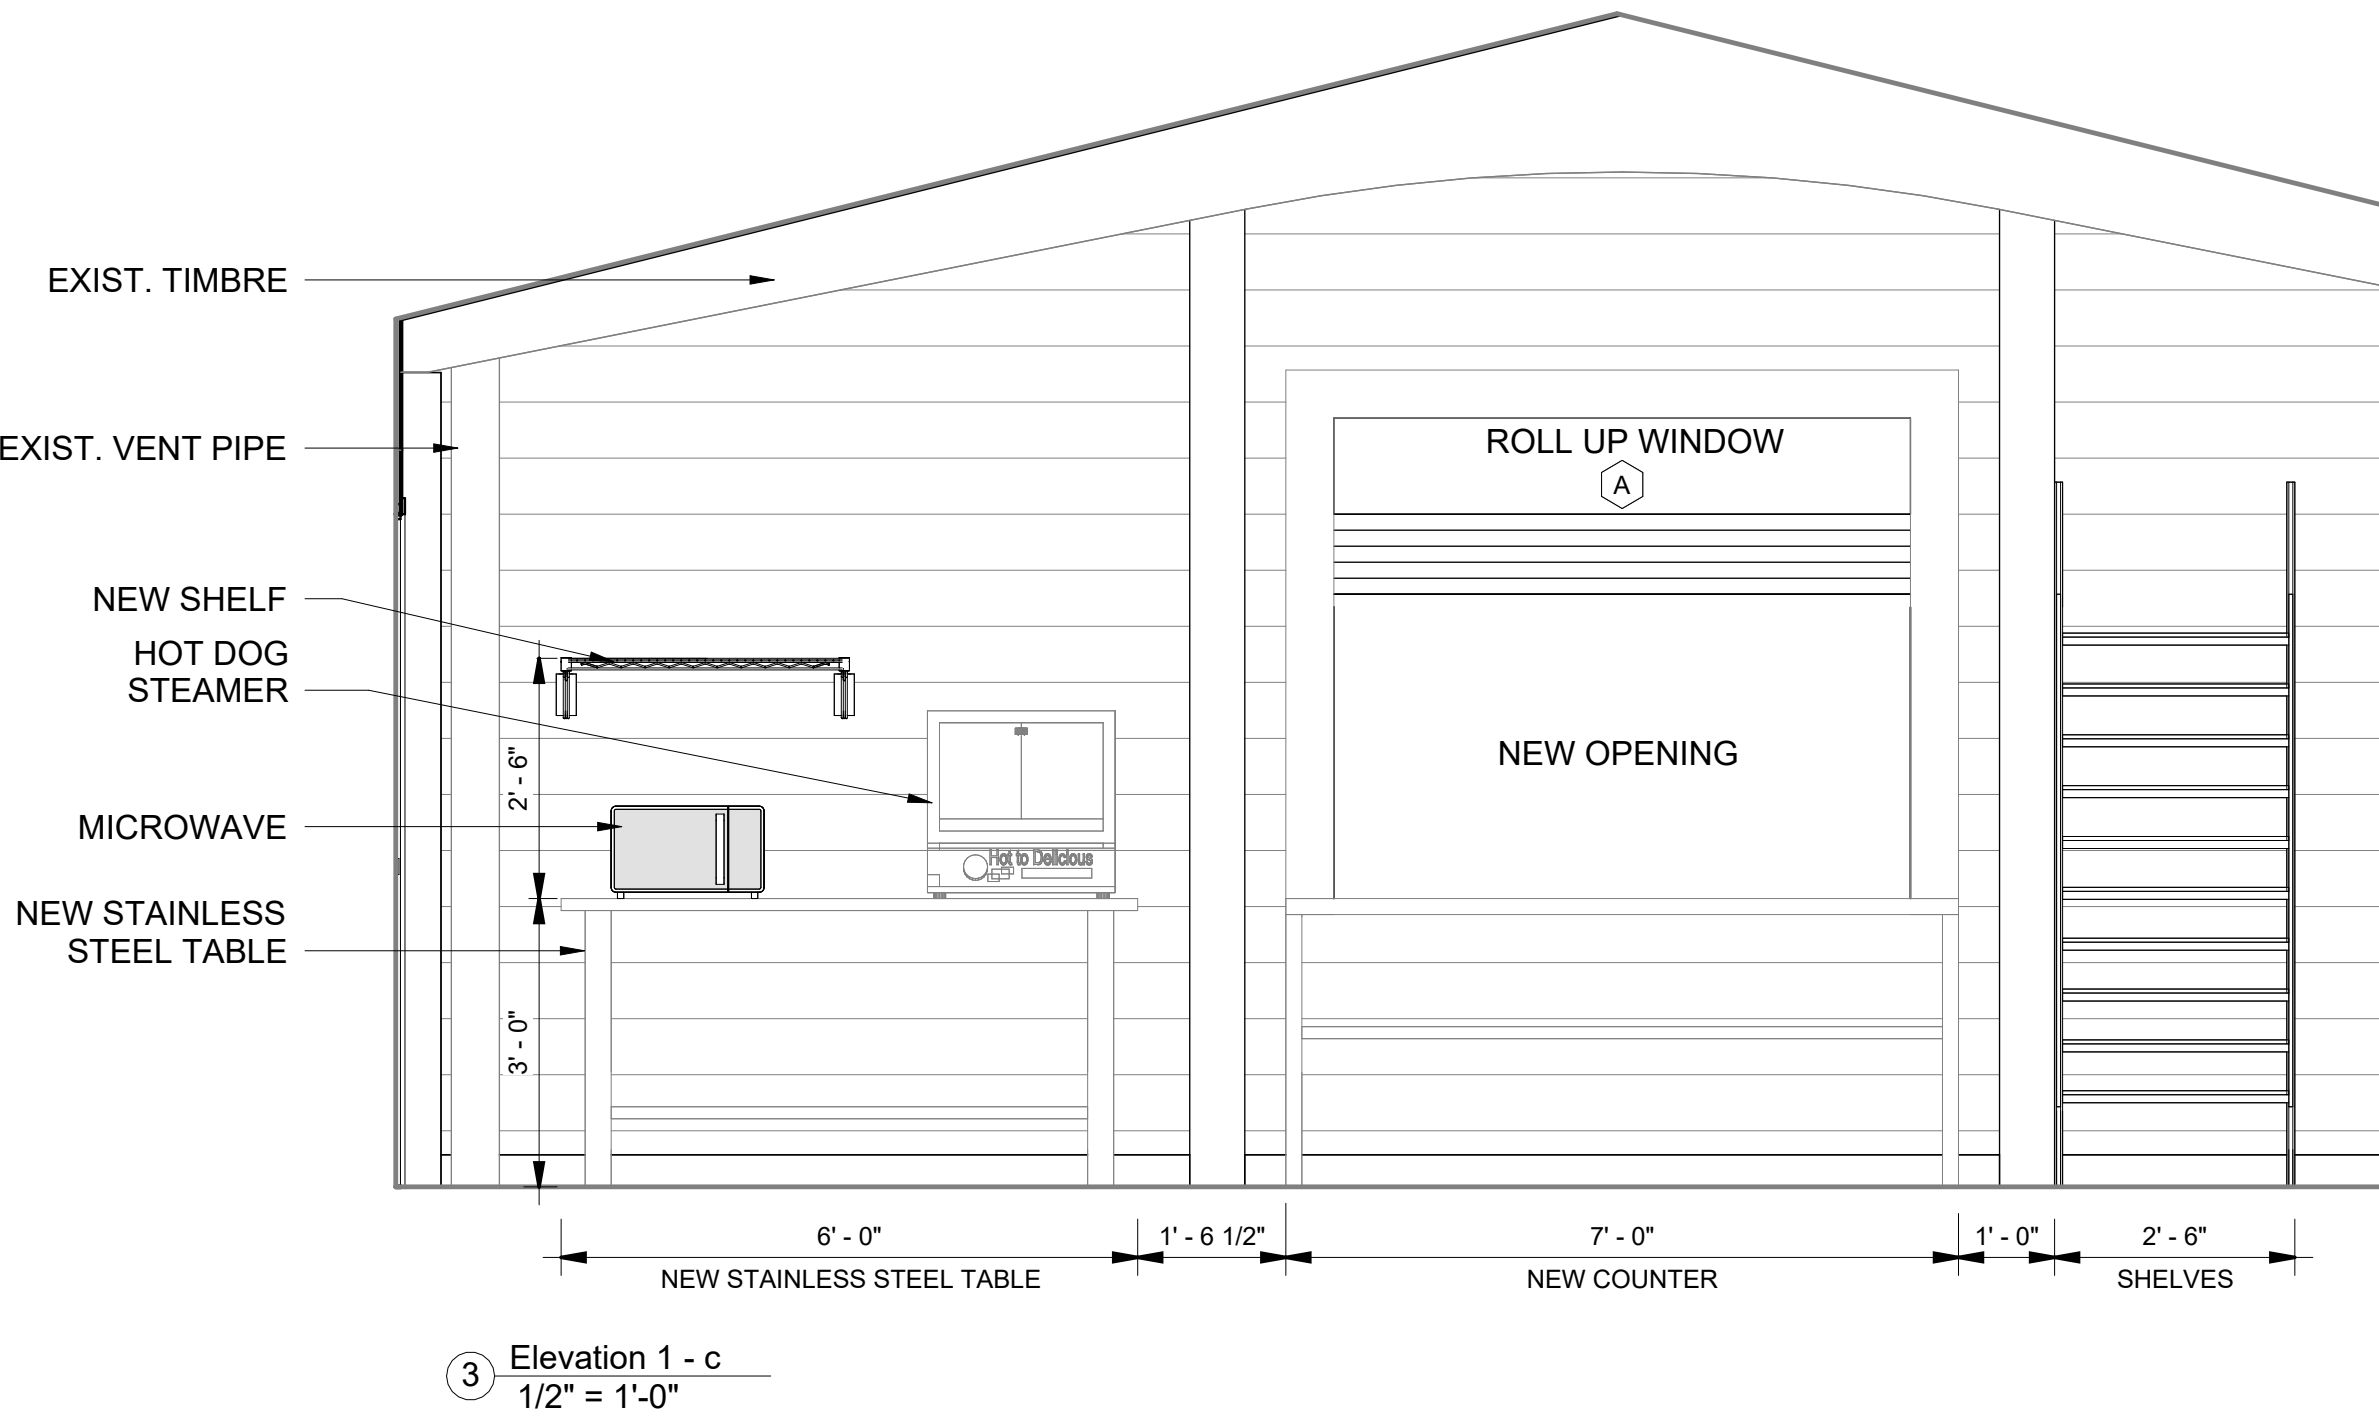 EXIST. TIMBRE
EXIST. VENT PIPE
ROLL UP WINDOW
A
NEW SHELF
HOT DOG
STEAMER
NEW OPENING
2' - 6"
MICROWAVE
Hot to Delicious
NEW STAINLESS
STEEL TABLE
3' - 0"
6' - 0"
1' - 6 1/2"
7' - 0"
1' - 0"
2' - 6"
NEW STAINLESS STEEL TABLE
NEW COUNTER
SHELVES
3
Elevation 1 - c
1/2" = 1'-0"